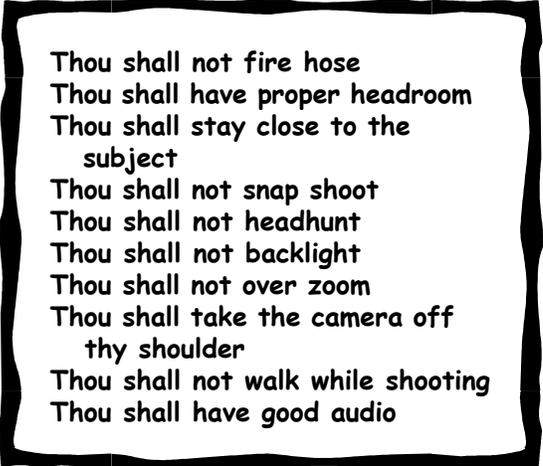 Thou shall not fire hose
Thou shall have proper headroom
Thou shall stay close to the
subject
Thou shall not snap shoot
Thou shall not headhunt
Thou shall not backlight
Thou shall not over zoom
Thou shall take the camera off
thy shoulder
Thou shall not walk while shooting
Thou shall have good audio